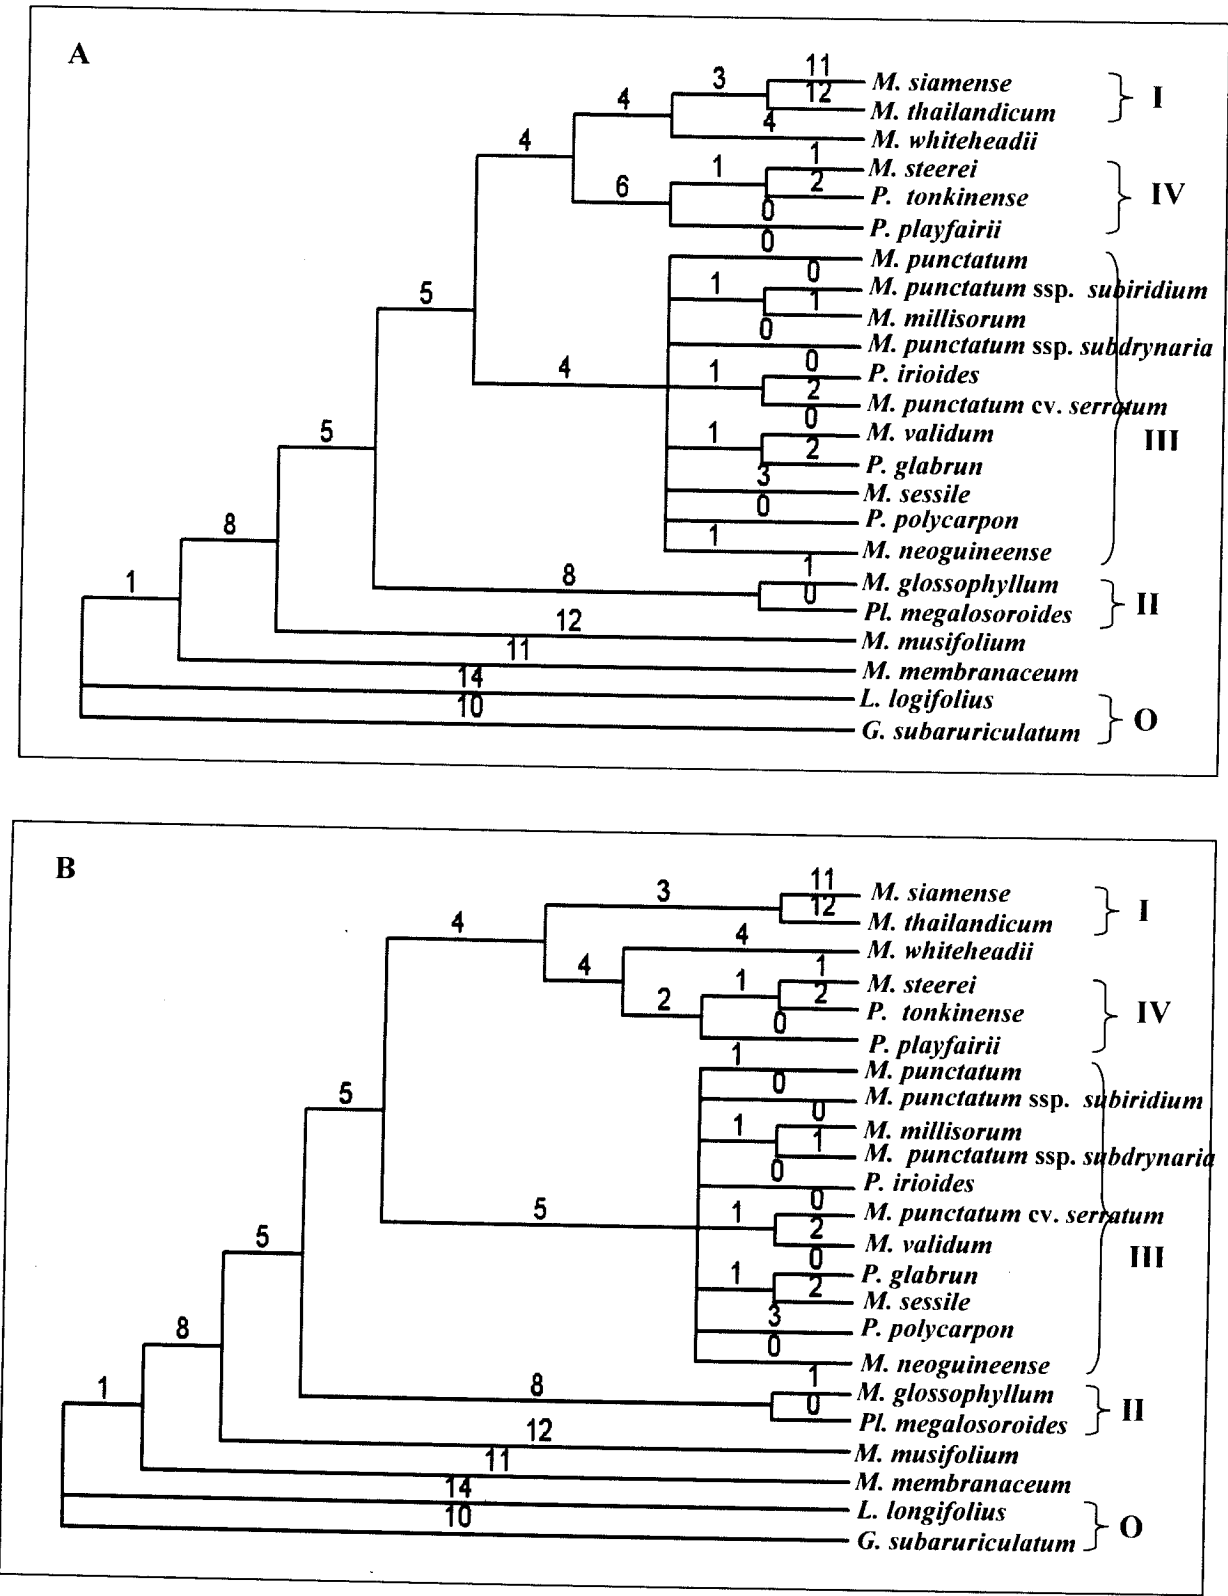 A
11
3
M. siamense
12
I
4
M. thailandicum
4
4
M. whiteheadii
1
1
M. steerei
2
6
P. tonkinense
IV
0
P. playfairii
0
M. punctatum
0
5
1
M. punctatum ssp. subiridium
1
M. millisorum
0
M. punctatum ssp. subdrynaria
0
4
1
P. irioides
2
M. punctatum cv. serratum
0
5
1
M. validum
2
III
P. glabrun
3
M. sessile
0
P. polycarpon
8
1
M. neoguineense
1
8
M. glossophyllum
0
1
II
Pl. megalosoroides
12
M. musifolium
11
M. membranaceum
14
L. logifolius
10
O
G. subaruriculatum
B
11
3
M. siamense
12
I
4
M. thailandicum
4
M. whiteheadii
4
1
1
M. steerei
2
2
P. tonkinense
IV
0
P. playfairii
1
M. punctatum
0
5
M. punctatum ssp. subiridium
0
1
M. millisorum
1
M. punctatum ssp. subdrynaria
0
P. irioides
0
5
1
M. punctatum cv. serratum
2
5
M. validum
III
0
1
P. glabrun
2
M. sessile
3
8
P. polycarpon
0
M. neoguineense
1
1
8
M. glossophyllum
0
II
Pl. megalosoroides
12
M. musifolium
11
M. membranaceum
14
L. longifolius
10
O
G. subaruriculatum